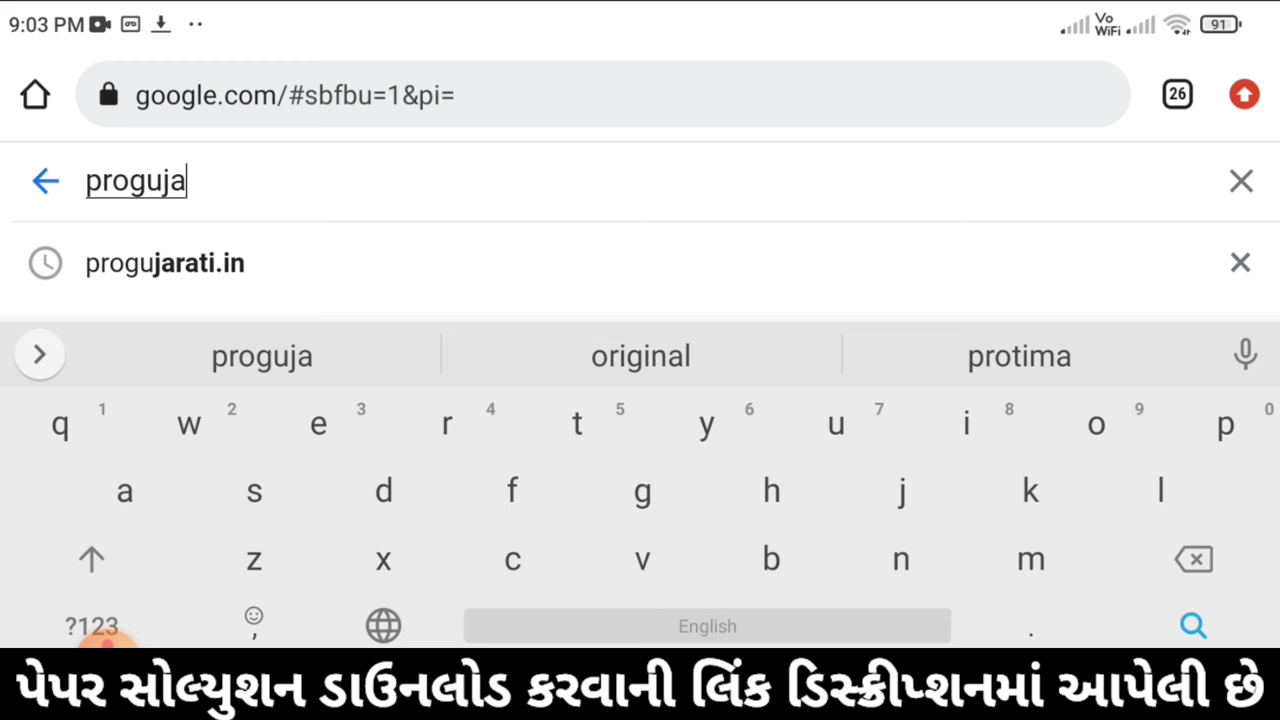 9:03 PM Vo WiFi 91
google.com/#sbfbu=1&pi= 26
proguja
progujarati.in
proguja original protima
q 1 w 2 e 3 r 4 t 5 y 6 u 7 i 8 o 9 p 0
a s d f g h j k l
z x c v b n m
?123 , English .
પેપર સોલ્યુશન ડાઉનલોડ કરવાની લિંક ડિસ્ક્રીપ્શનમાં આપેલી છે